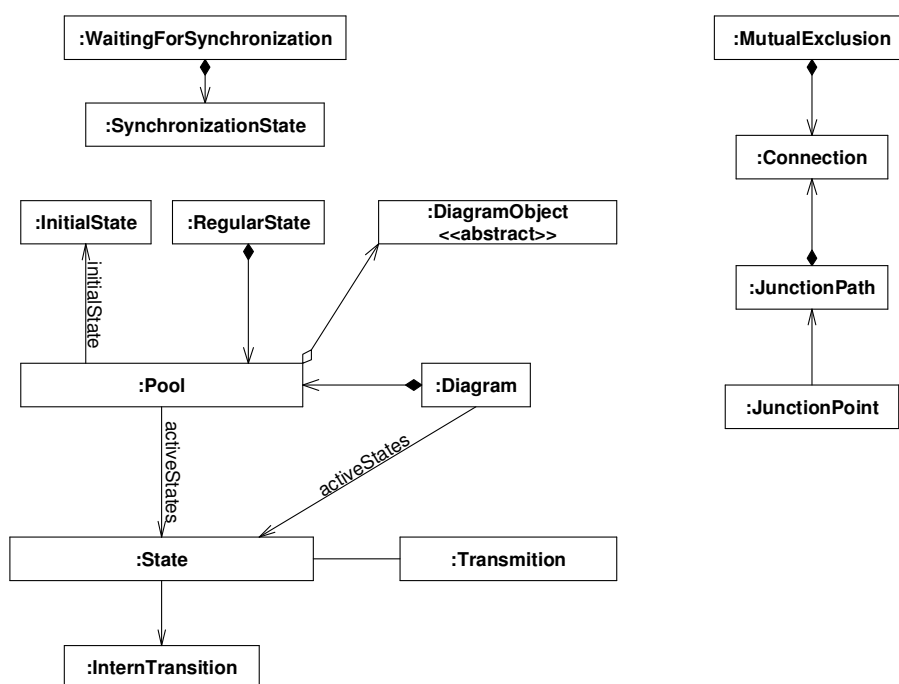 :WaitingForSynchronization
:MutualExclusion
:SynchronizationState
:Connection
:InitialState
:RegularState
:DiagramObject
<<abstract>>
initialState
:JunctionPath
:Pool
:Diagram
:JunctionPoint
activeStates
activeStates
:State
:Transmition
:InternTransition